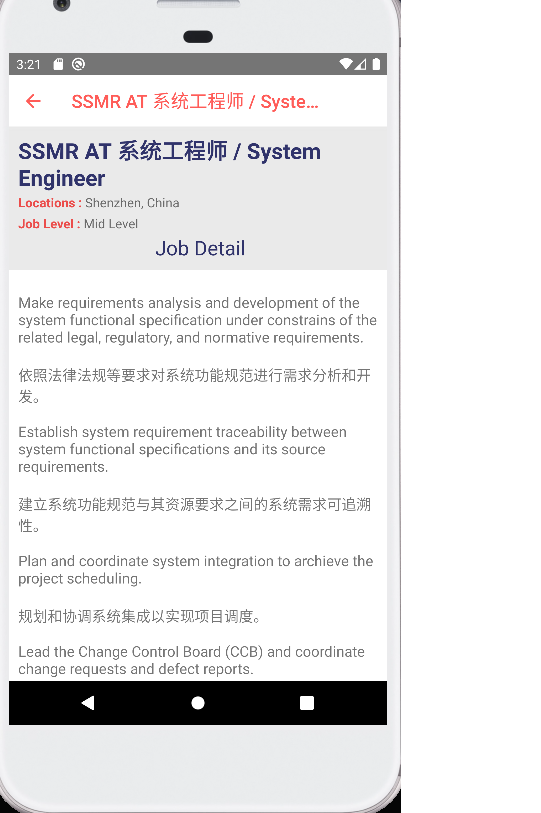 3:21
SSMR AT 系统工程师 / Syste...
SSMR AT 系统工程师 / System
Engineer
Locations : Shenzhen, China
Job Level : Mid Level
Job Detail
Make requirements analysis and development of the
system functional specification under constrains of the
related legal, regulatory, and normative requirements.
依照法律法规等要求对系统功能规范进行需求分析和开
发。
Establish system requirement traceability between
system functional specifications and its source
requirements.
建立系统功能规范与其资源要求之间的系统需求可追溯
性。
Plan and coordinate system integration to archieve the
project scheduling.
规划和协调系统集成以实现项目调度。
Lead the Change Control Board (CCB) and coordinate
change requests and defect reports.